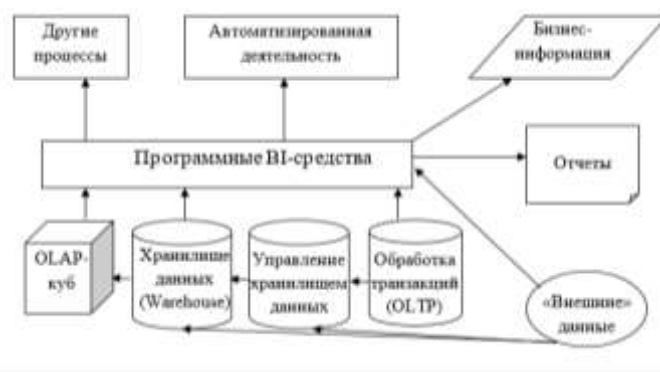 Другие
процессы
Автоматизированная
деятельность
Бизнес-
информация
Программные BI-средства
Отчеты
OLAP-
куб
Хранилище
данных
(Warehouse)
Управление
хранилищем
данных
Обработка
транзакций
(OLTP)
«Внешние»
данные